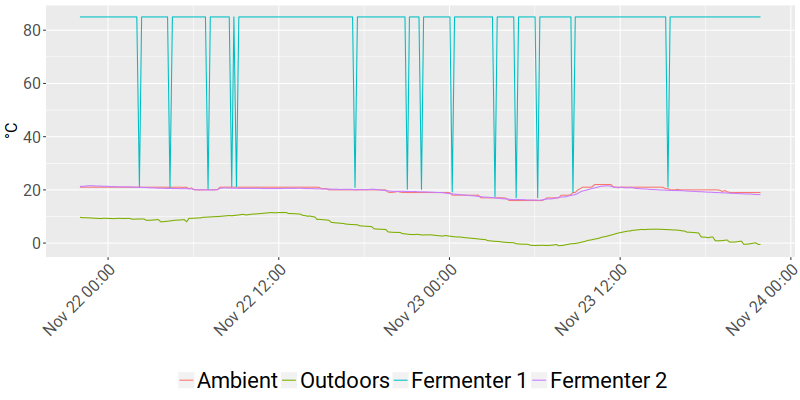 °C
80
60
40
20
0
Nov 22 00:00
Nov 22 12:00
Nov 23 00:00
Nov 23 12:00
Nov 24 00:00
Ambient Outdoors Fermenter 1 Fermenter 2